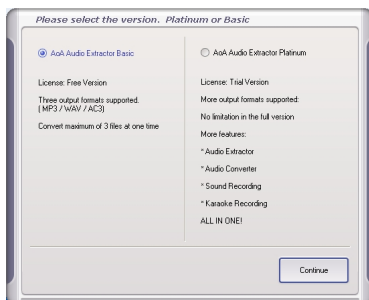 Please select the version. Platinum or Basic
AoA Audio Extractor Basic
License: Free Version
Three output formats supported.
( MP3 / WAV / AC3)
Convert maximum of 3 files at one time
AoA Audio Extractor Platinum
License: Trial Version
More output formats supported:
No limitation in the full version
More features:
* Audio Extractor
* Audio Converter
* Sound Recording
* Karaoke Recording
ALL IN ONE!
Continue